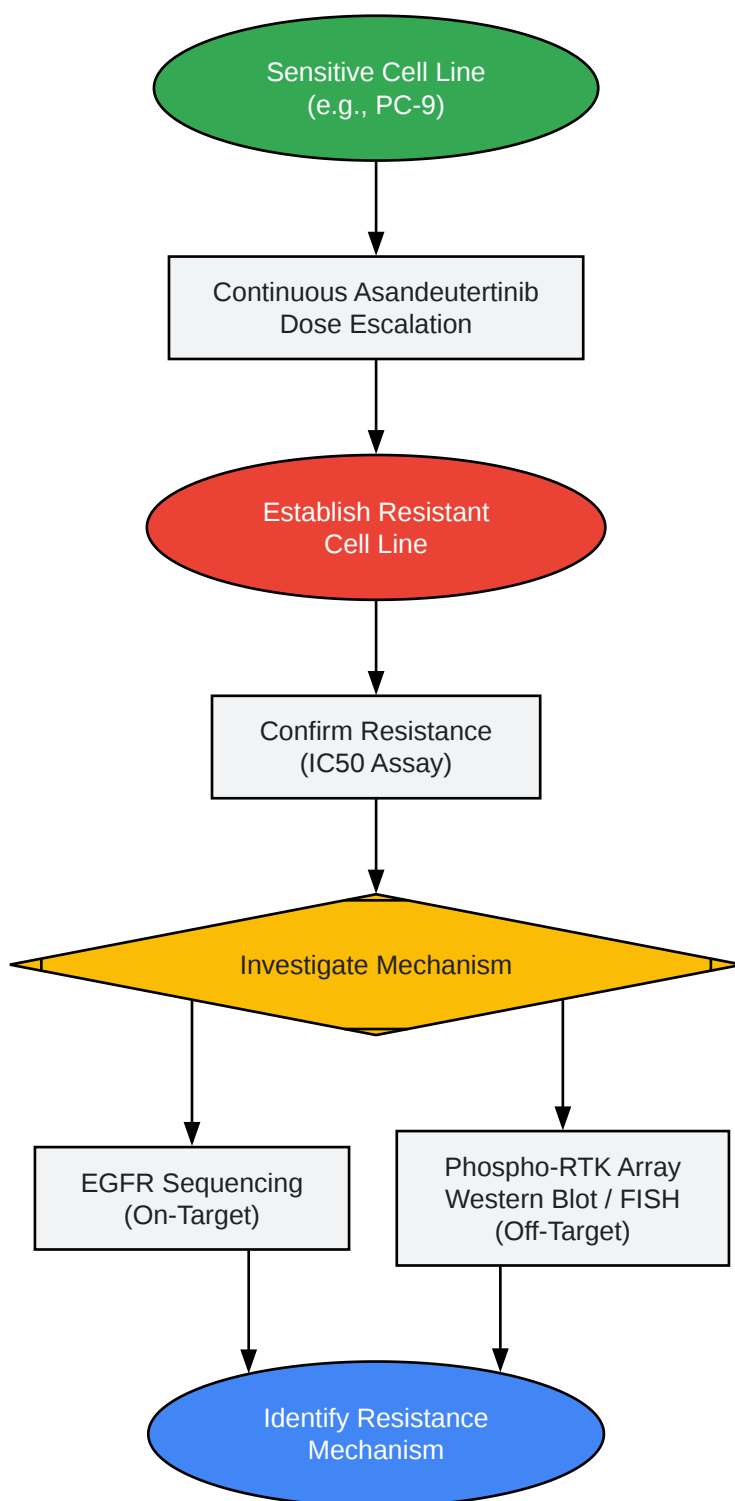 Sensitive Cell Line
(e.g., PC-9)
Continuous Asandeutertinib
Dose Escalation
Establish Resistant
Cell Line
Confirm Resistance
(IC50 Assay)
Investigate Mechanism
EGFR Sequencing
(On-Target)
Phospho-RTK Array
Western Blot / FISH
(Off-Target)
Identify Resistance
Mechanism